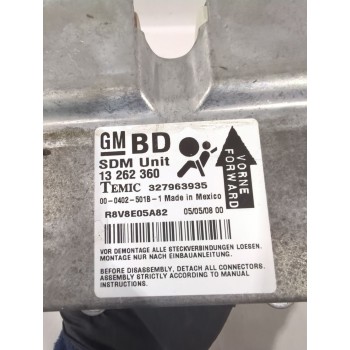 GM BD
SDM Unit
13 262 360
TEMIC 327963935
00-0402-501B-1 Made in Mexico
R8V8E05A82 05/05/08 00
VORNE
FORWARD
VOR DEMONTAGE ALLE STECKVERBINDUNGEN LOESEN.
MONTAGE NUR NACH EINBAUANLEITUNG.
BEFORE DISASSEMBLY, DETACH ALL CONNECTORS.
ASSEMBLY STRICTLY ACCORDING TO MANUAL
INSTRUCTIONS.